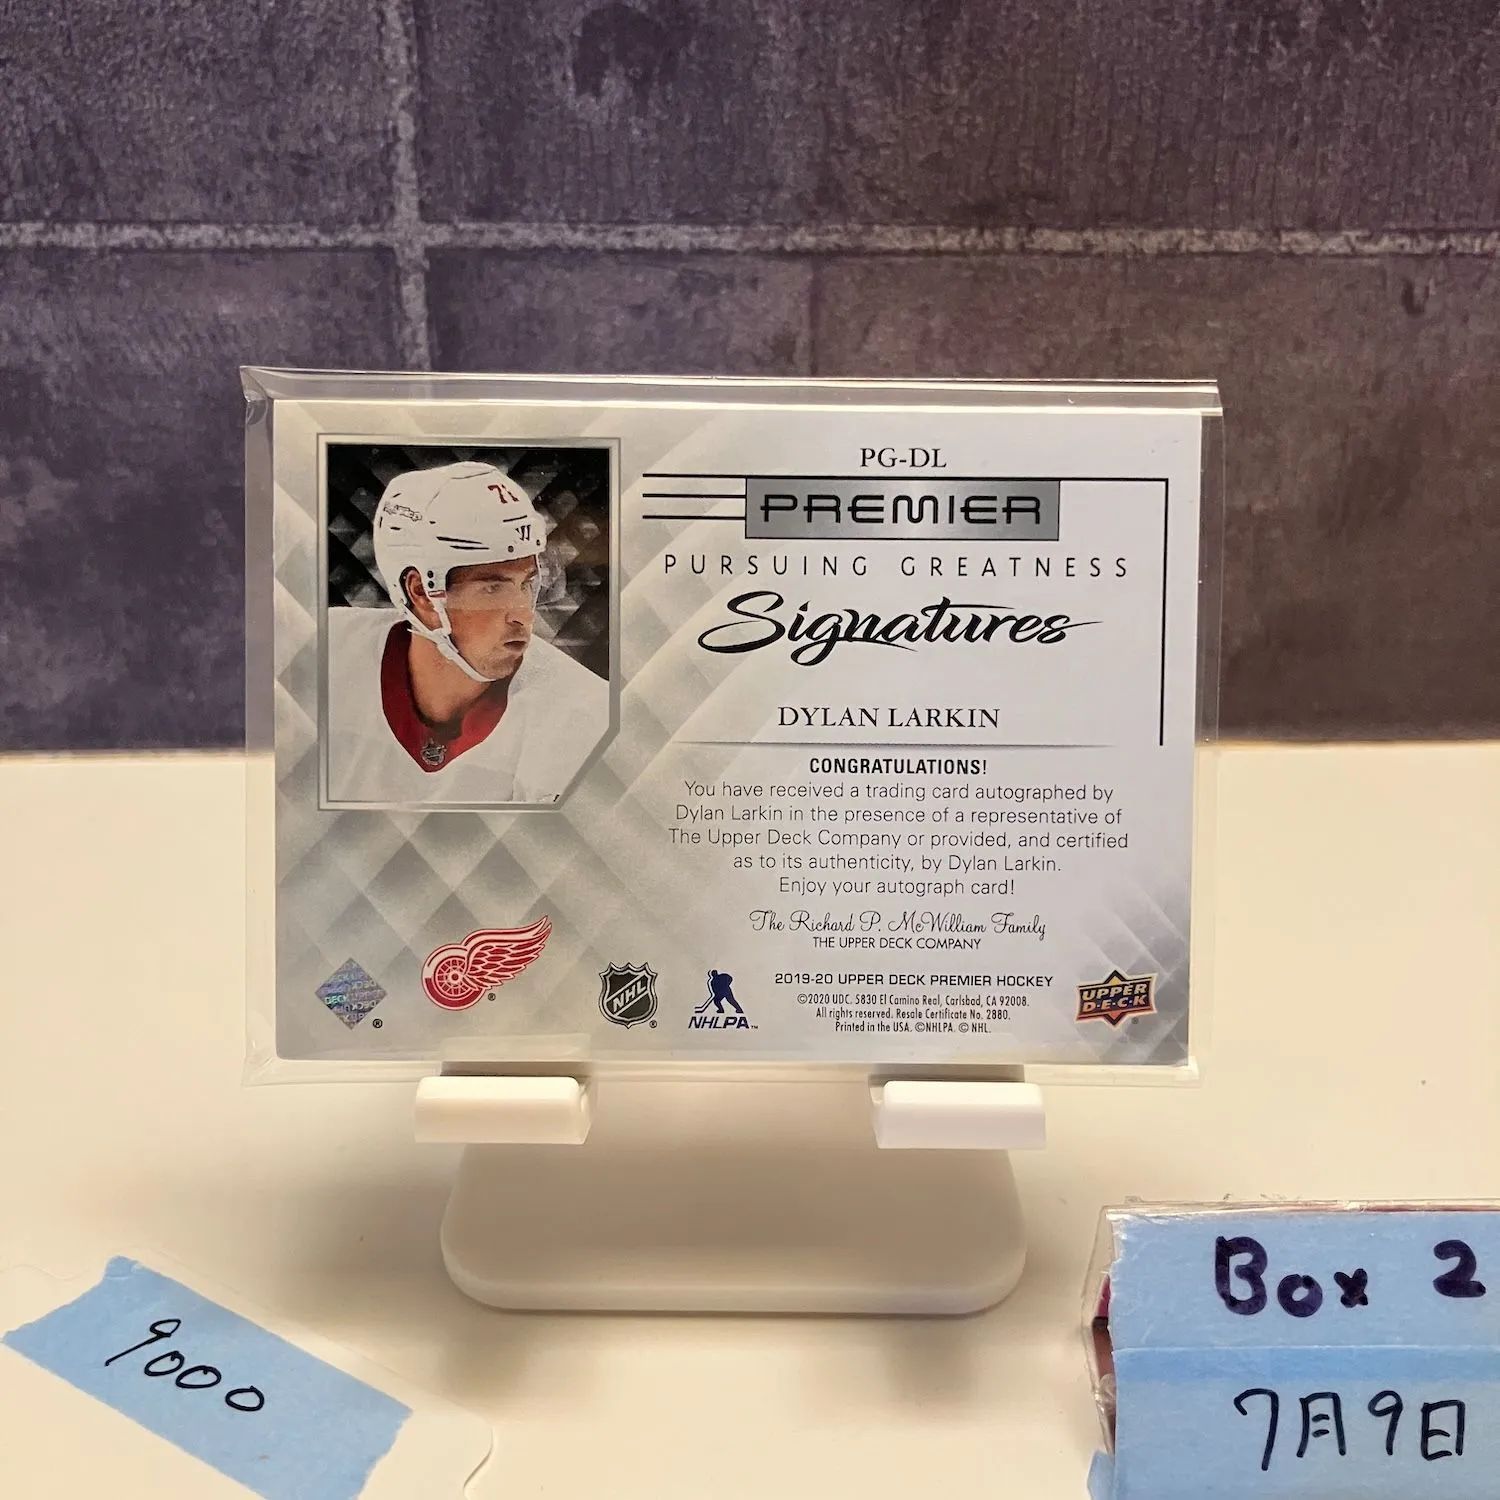 PG-DL
PREMIER
PURSUING GREATNESS
Signatures
DYLAN LARKIN
CONGRATULATIONS!
You have received a trading card autographed by
Dylan Larkin in the presence of a representative of
The Upper Deck Company or provided, and certified
as to its authenticity, by Dylan Larkin.
Enjoy your autograph card!
The Richard P. McWilliam Family
THE UPPER DECK COMPANY
2019-20 UPPER DECK PREMIER HOCKEY
©2020 UDC. 5830 El Camino Real, Carlsbad, CA 92008.
All rights reserved. Resale Certificate No. 2880.
Printed in the USA. ©NHLPA. © NHL.
71
W
NHL ®
NHLPA™
UPPER
D·E·C·K
DECK
9000
Box 2
7月9日